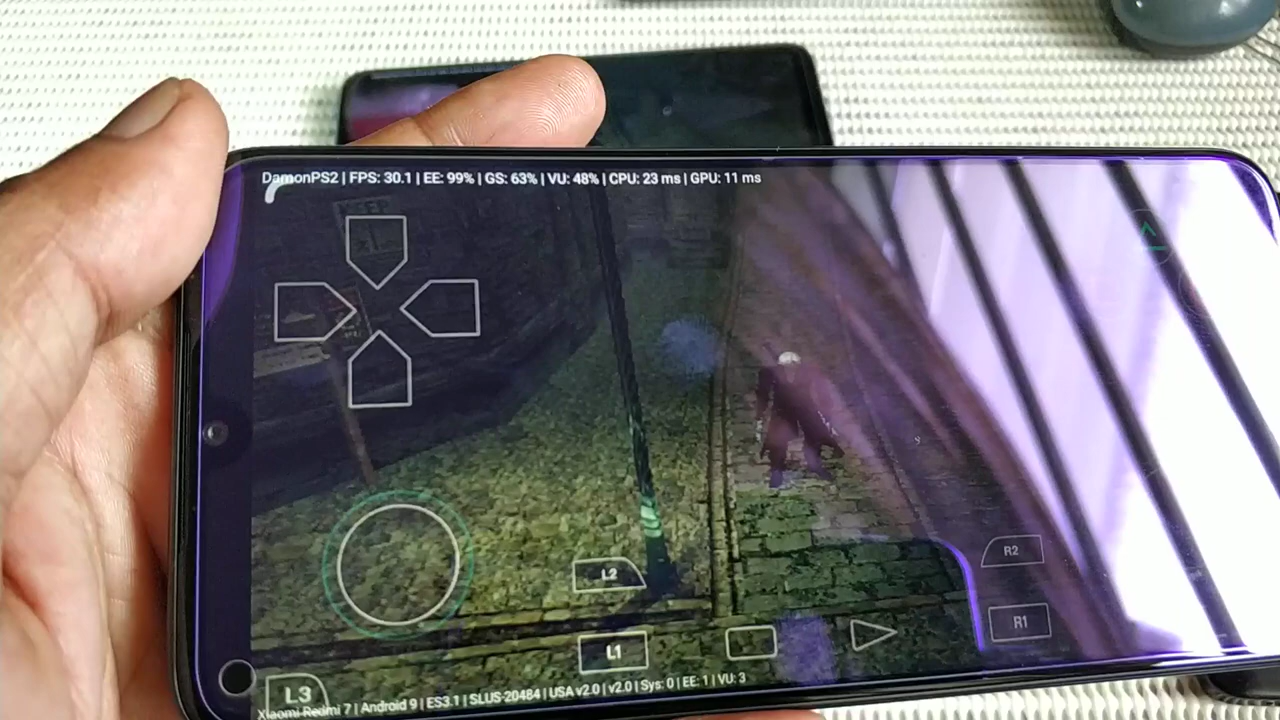 DamonPS2 | FPS: 30.1 | EE: 99% | GS: 63% | VU: 48% | CPU: 23 ms | GPU: 11 ms
KEEP
L2
R2
L1
R1
L3
Xiaomi Redmi 7 | Android 9 | ES3.1 | SLUS-20484 | USA v2.0 | v2.0 | Sys: 0 | EE: 1 | VU: 3